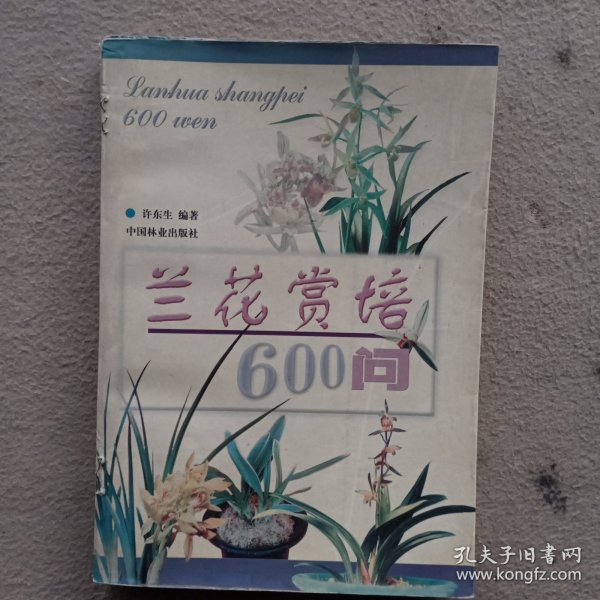 Lanhua shangpei
600 wen
许东生 编著
中国林业出版社
兰花赏培
600问
孔夫子旧书网
www.kongfz.com